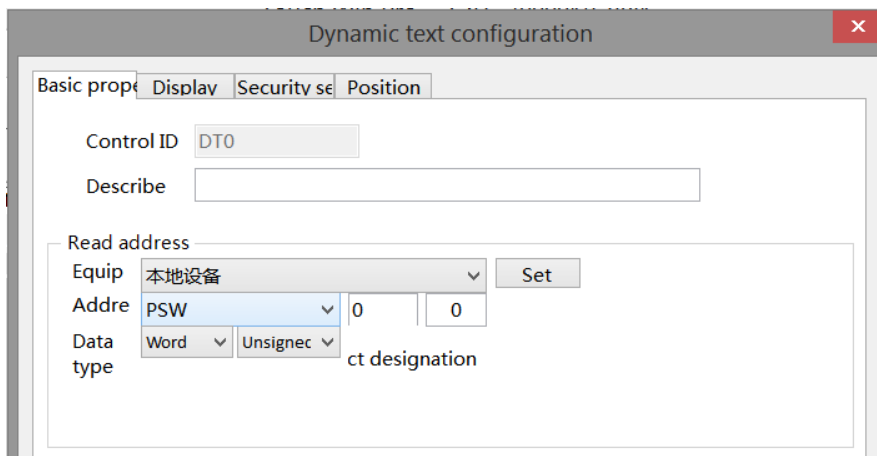 Dynamic text configuration
Basic prope Display Security se Position
Control ID DT0
Describe
Read address
Equip 本地设备 Set
Addre PSW 0 0
Data type Word Unsignec
ct designation